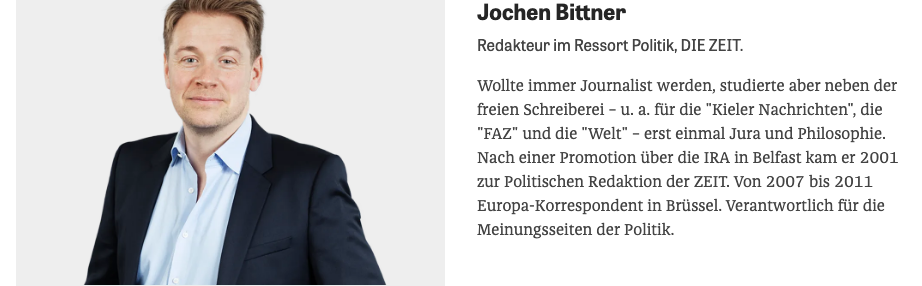 Jochen Bittner
Redakteur im Ressort Politik, DIE ZEIT.
Wollte immer Journalist werden, studierte aber neben der
freien Schreiberei – u. a. für die "Kieler Nachrichten", die
"FAZ" und die "Welt" – erst einmal Jura und Philosophie.
Nach einer Promotion über die IRA in Belfast kam er 2001
zur Politischen Redaktion der ZEIT. Von 2007 bis 2011
Europa-Korrespondent in Brüssel. Verantwortlich für die
Meinungsseiten der Politik.